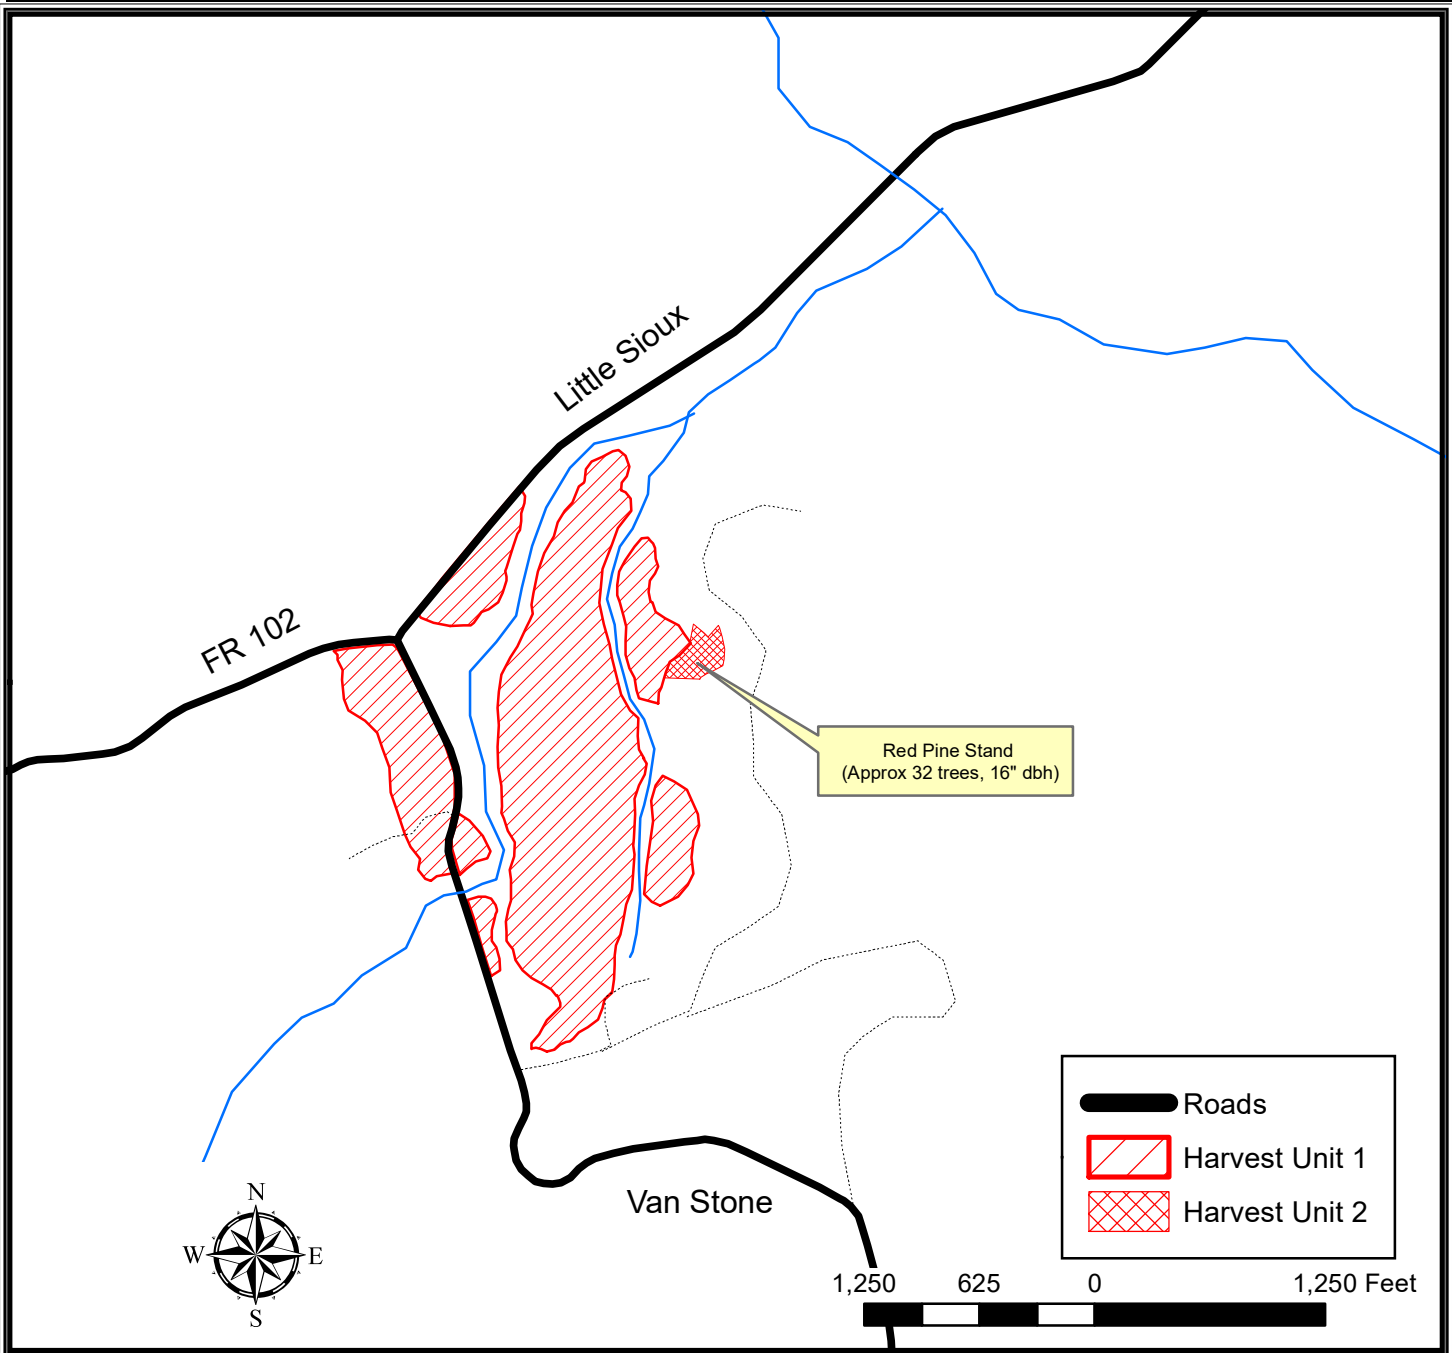 Little Sioux
FR 102
Red Pine Stand
(Approx 32 trees, 16" dbh)
Roads
Harvest Unit 1
Harvest Unit 2
Van Stone
N
W E
S
1,250 625 0 1,250 Feet